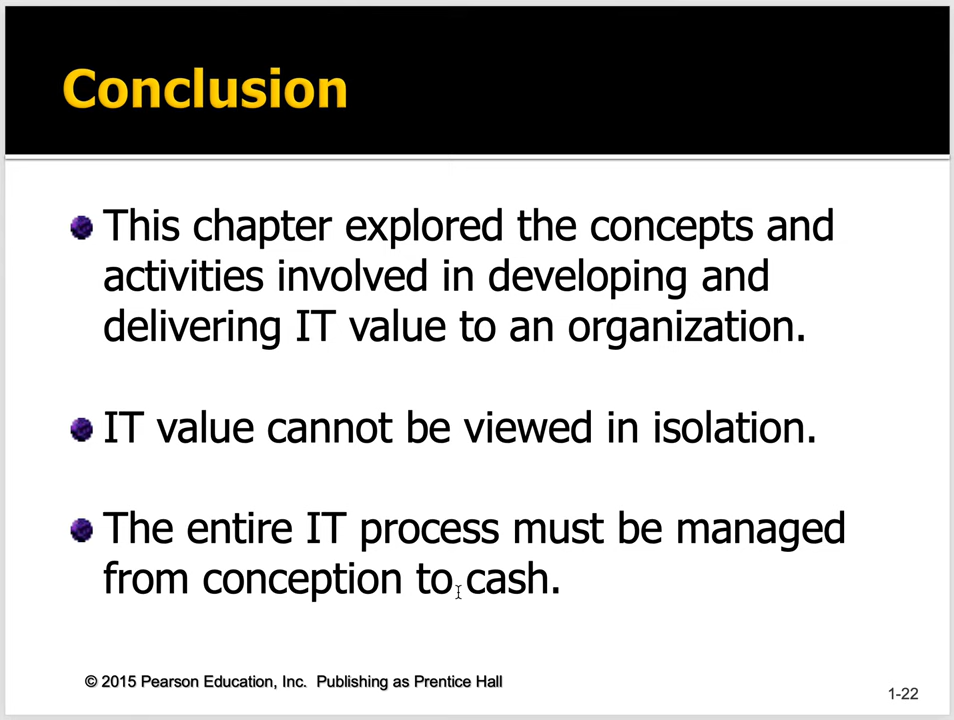 Conclusion
This chapter explored the concepts and
activities involved in developing and
delivering IT value to an organization.
IT value cannot be viewed in isolation.
The entire IT process must be managed
from conception to cash.
© 2015 Pearson Education, Inc. Publishing as Prentice Hall
1-22